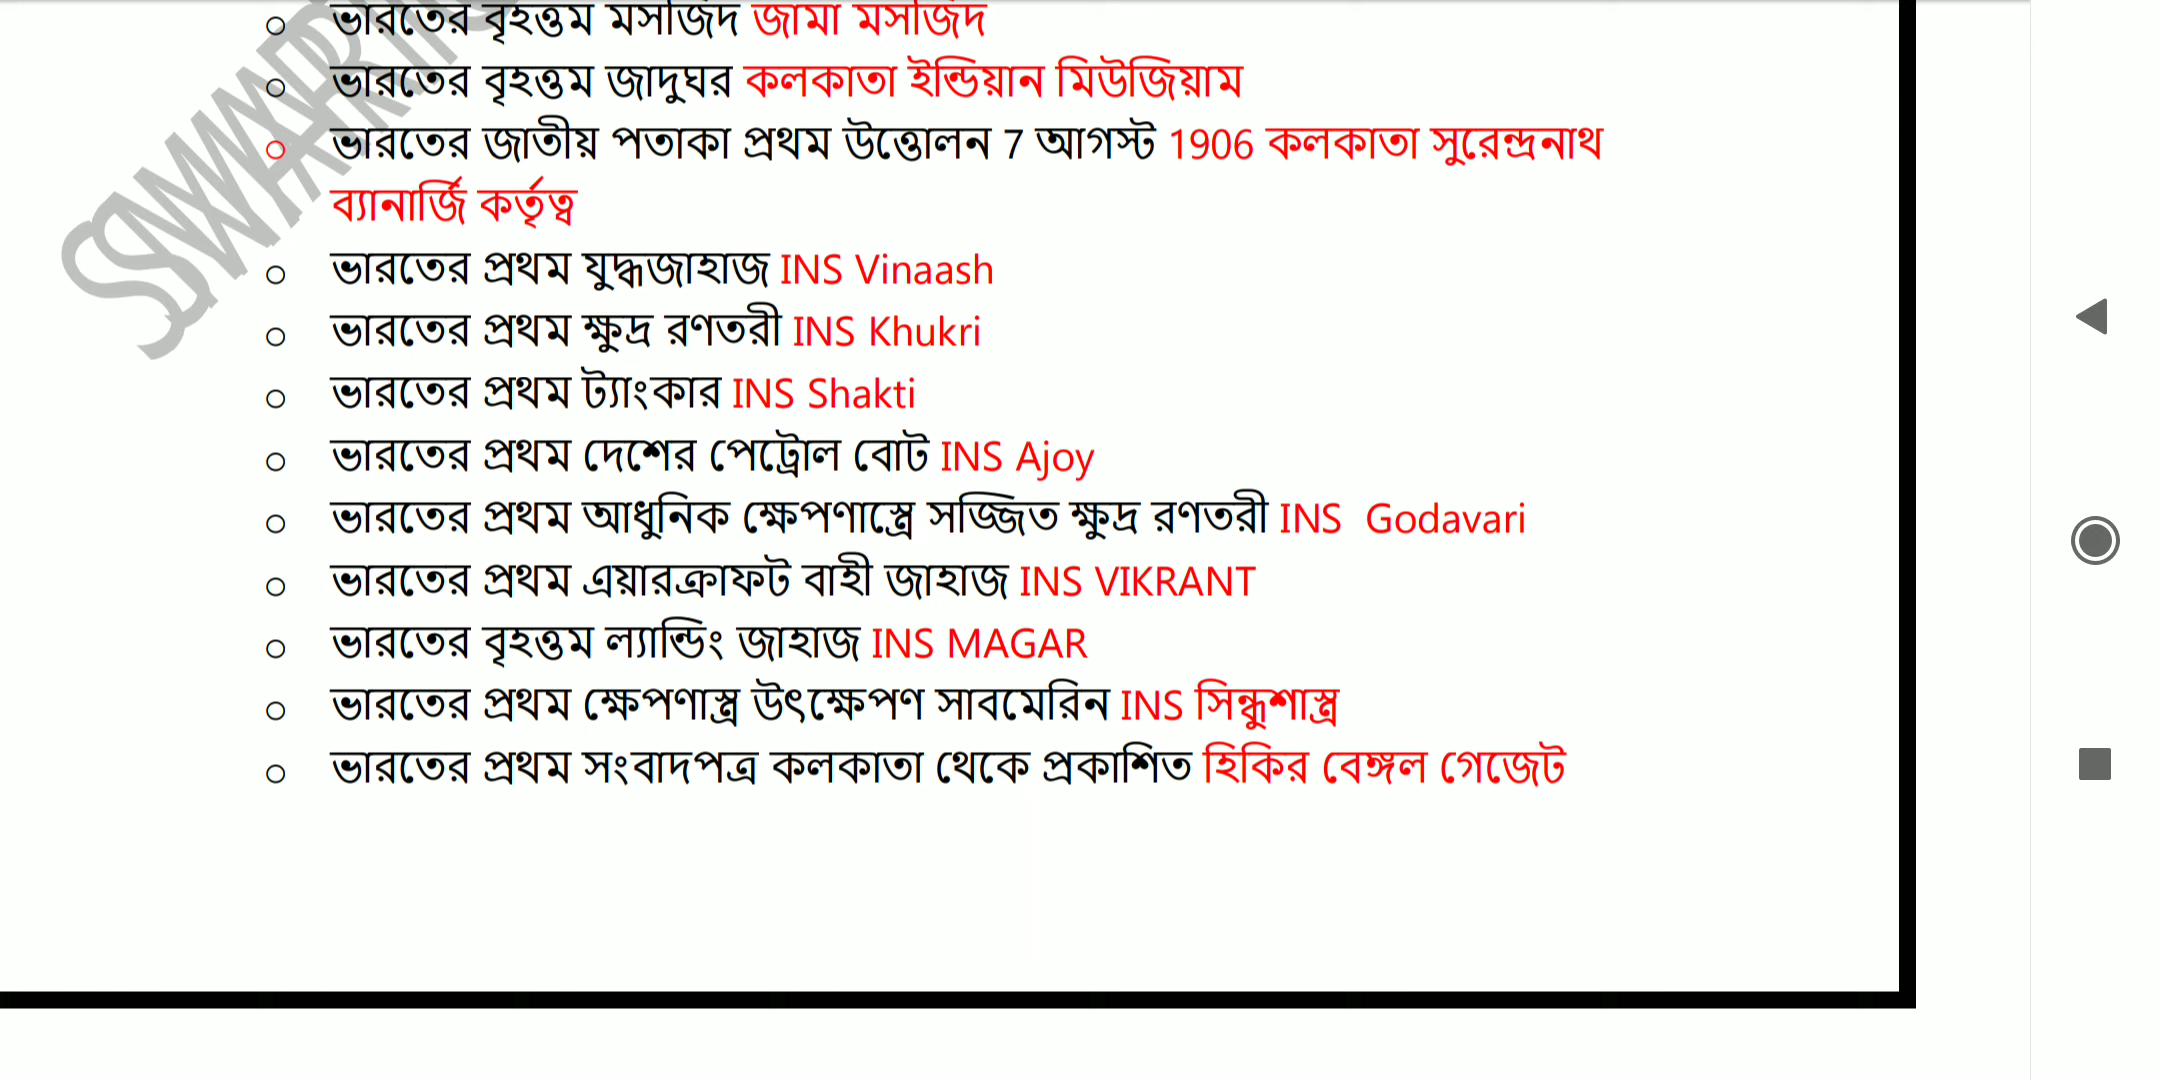 ভারতের বৃহত্তম মসজিদ জামা মসজিদ
ভারতের বৃহত্তম জাদুঘর কলকাতা ইন্ডিয়ান মিউজিয়াম
ভারতের জাতীয় পতাকা প্রথম উত্তোলন 7 আগস্ট 1906 কলকাতা সুরেন্দ্রনাথ
ব্যানার্জি কর্তৃত্ব
ভারতের প্রথম যুদ্ধজাহাজ INS Vinaash
ভারতের প্রথম ক্ষুদ্র রণতরী INS Khukri
ভারতের প্রথম ট্যাংকার INS Shakti
ভারতের প্রথম দেশের পেট্রোল বোট INS Ajoy
ভারতের প্রথম আধুনিক ক্ষেপণাস্ত্রে সজ্জিত ক্ষুদ্র রণতরী INS  Godavari
ভারতের প্রথম এয়ারক্রাফট বাহী জাহাজ INS VIKRANT
ভারতের বৃহত্তম ল্যান্ডিং জাহাজ INS MAGAR
ভারতের প্রথম ক্ষেপণাস্ত্র উৎক্ষেপণ সাবমেরিন INS সিন্ধুশাস্ত্র
ভারতের প্রথম সংবাদপত্র কলকাতা থেকে প্রকাশিত হিকির বেঙ্গল গেজেট